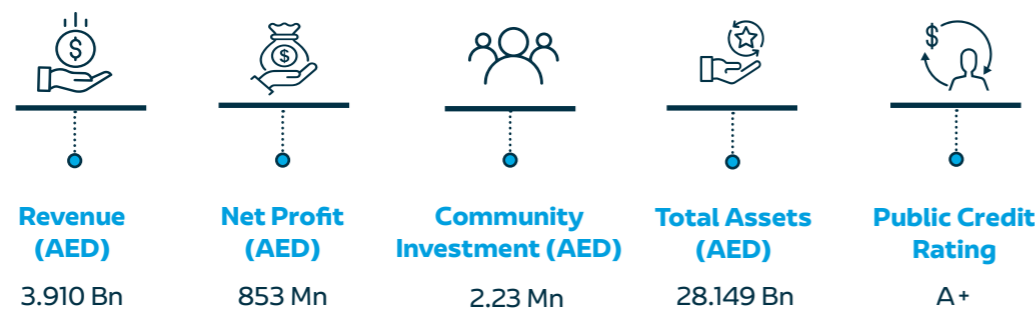 $
$
$
Revenue
(AED)
3.910 Bn
Net Profit
(AED)
853 Mn
Community
Investment (AED)
2.23 Mn
Total Assets
(AED)
28.149 Bn
Public Credit
Rating
A+